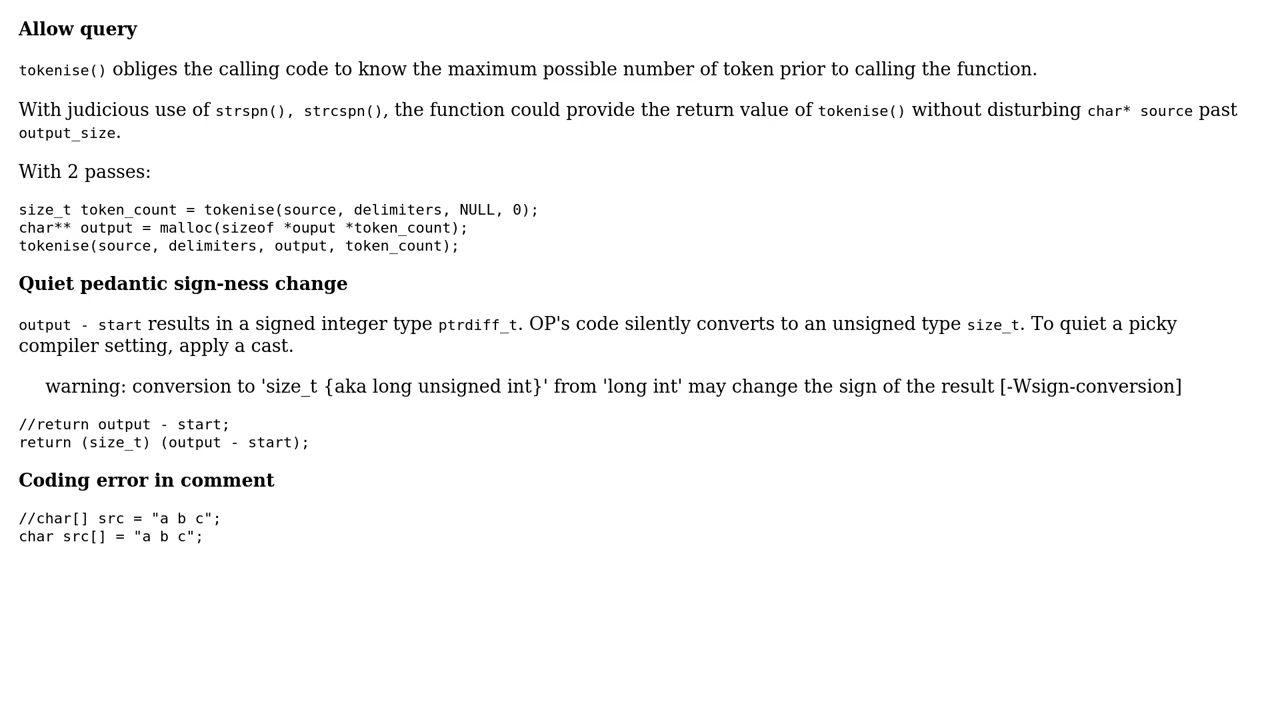 Allow query
tokenise() obliges the calling code to know the maximum possible number of token prior to calling the function.
With judicious use of strspn(), strcspn(), the function could provide the return value of tokenise() without disturbing char* source past
output_size.
With 2 passes:
size_t token_count = tokenise(source, delimiters, NULL, 0);
char** output = malloc(sizeof *ouput *token_count);
tokenise(source, delimiters, output, token_count);
Quiet pedantic sign-ness change
output - start results in a signed integer type ptrdiff_t. OP's code silently converts to an unsigned type size_t. To quiet a picky
compiler setting, apply a cast.
warning: conversion to 'size_t {aka long unsigned int}' from 'long int' may change the sign of the result [-Wsign-conversion]
//return output - start;
return (size_t) (output - start);
Coding error in comment
//char[] src = "a b c";
char src[] = "a b c";